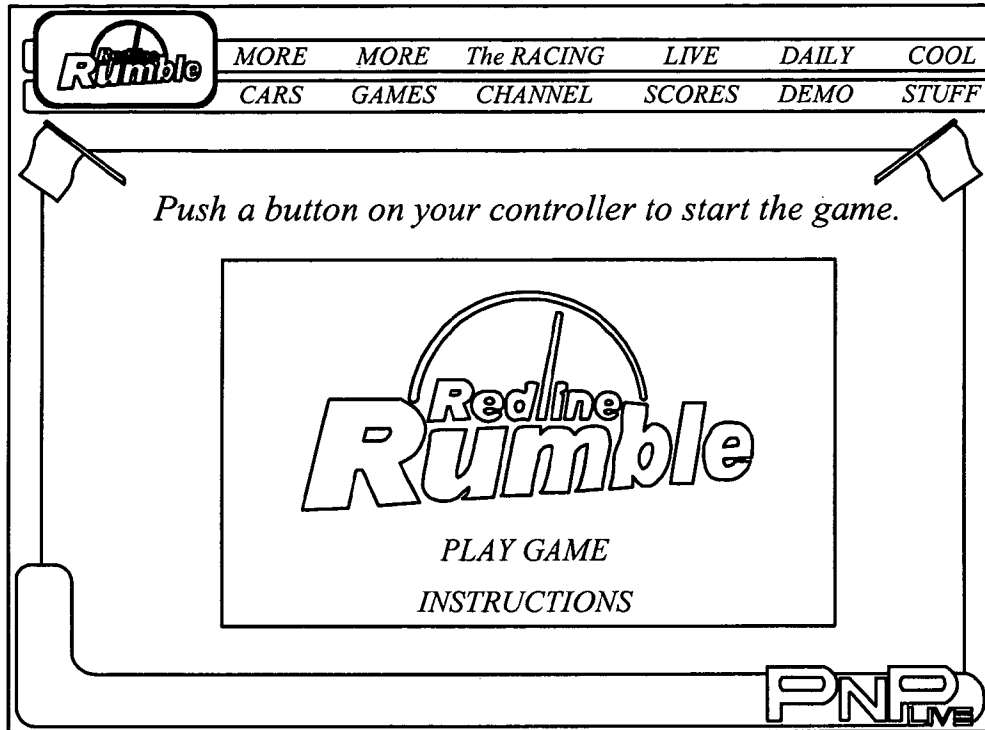 Redline
Rumble
MORE MORE The RACING LIVE DAILY COOL
CARS GAMES CHANNEL SCORES DEMO STUFF
Push a button on your controller to start the game.
Redline
Rumble
PLAY GAME
INSTRUCTIONS
PNP
LIVE